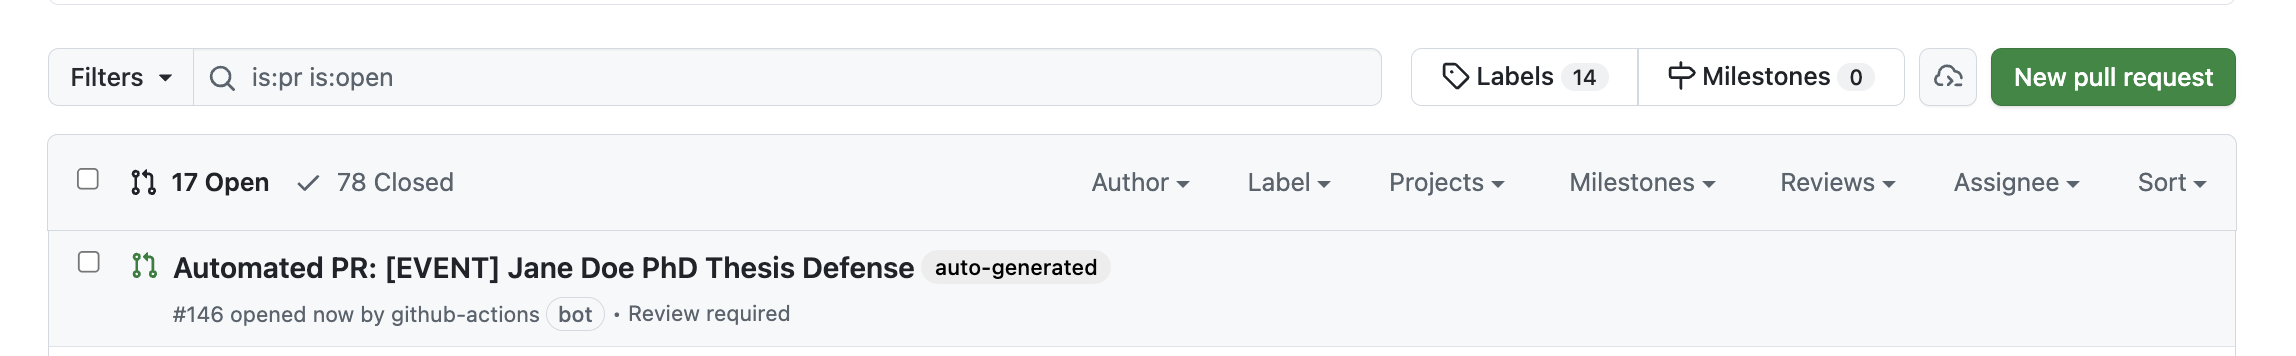 Filters is:pr is:open Labels 14 Milestones 0 New pull request
17 Open 78 Closed Author Label Projects Milestones Reviews Assignee Sort
Automated PR: [EVENT] Jane Doe PhD Thesis Defense auto-generated
#146 opened now by github-actions bot • Review required